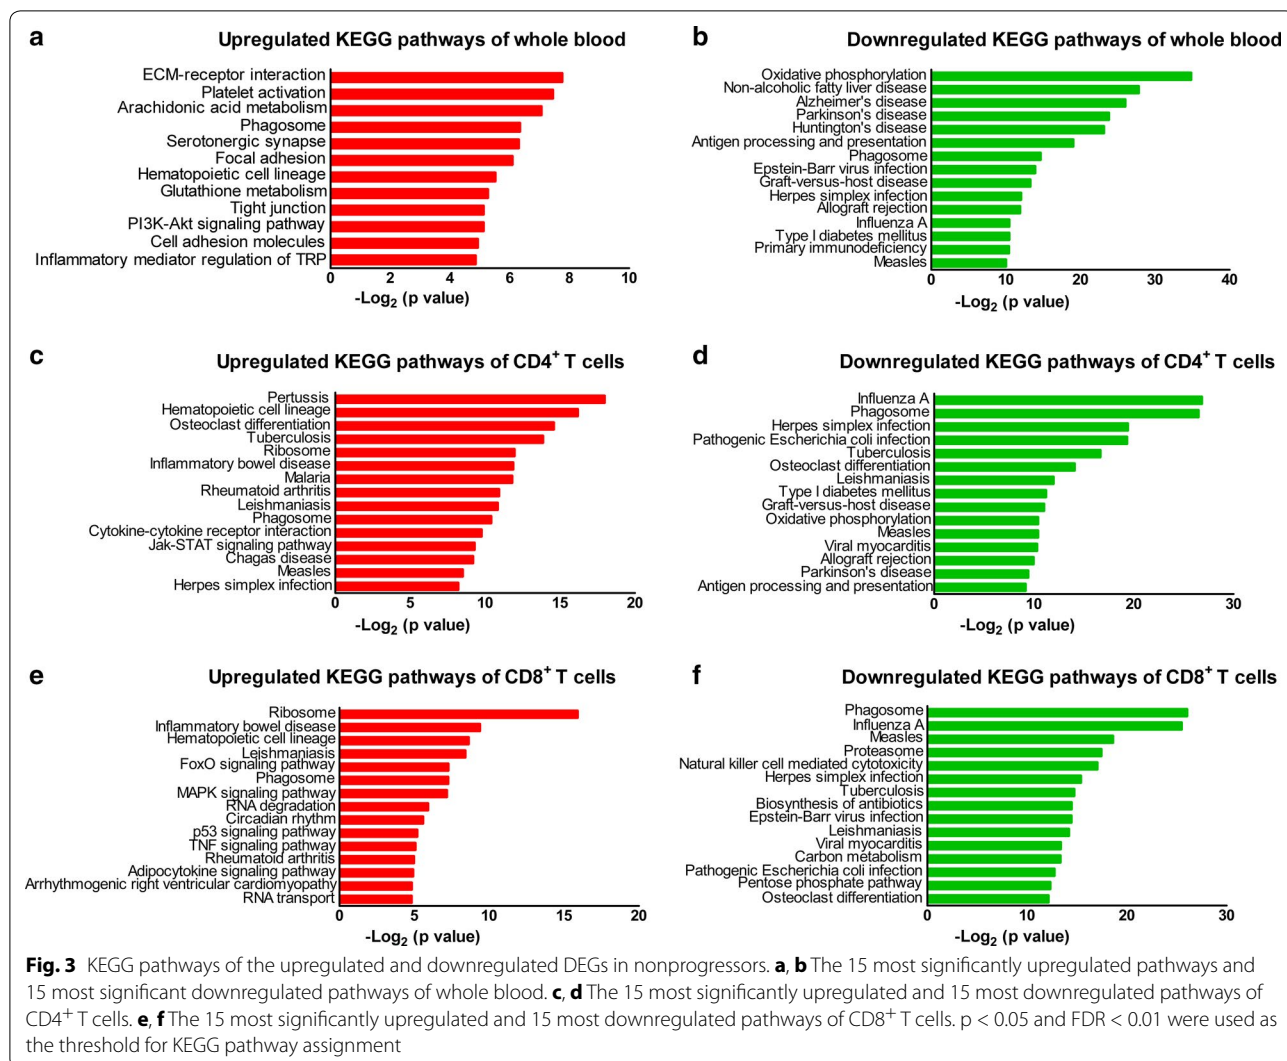 a
Upregulated KEGG pathways of whole blood
ECM-receptor interaction
Platelet activation
Arachidonic acid metabolism
Phagosome
Serotonergic synapse
Focal adhesion
Hematopoietic cell lineage
Glutathione metabolism
Tight junction
PI3K-Akt signaling pathway
Cell adhesion molecules
Inflammatory mediator regulation of TRP
0 2 4 6 8 10
-Log₂ (p value)
b
Downregulated KEGG pathways of whole blood
Oxidative phosphorylation
Non-alcoholic fatty liver disease
Alzheimer's disease
Parkinson's disease
Huntington's disease
Antigen processing and presentation
Phagosome
Epstein-Barr virus infection
Graft-versus-host disease
Herpes simplex infection
Allograft rejection
Influenza A
Type I diabetes mellitus
Primary immunodeficiency
Measles
0 10 20 30 40
-Log₂ (p value)
c
Upregulated KEGG pathways of CD4⁺ T cells
Pertussis
Hematopoietic cell lineage
Osteoclast differentiation
Tuberculosis
Ribosome
Inflammatory bowel disease
Malaria
Rheumatoid arthritis
Leishmaniasis
Phagosome
Cytokine-cytokine receptor interaction
Jak-STAT signaling pathway
Chagas disease
Measles
Herpes simplex infection
0 5 10 15 20
-Log₂ (p value)
d
Downregulated KEGG pathways of CD4⁺ T cells
Influenza A
Phagosome
Herpes simplex infection
Pathogenic Escherichia coli infection
Tuberculosis
Osteoclast differentiation
Leishmaniasis
Type I diabetes mellitus
Graft-versus-host disease
Oxidative phosphorylation
Measles
Viral myocarditis
Allograft rejection
Parkinson's disease
Antigen processing and presentation
0 10 20 30
-Log₂ (p value)
e
Upregulated KEGG pathways of CD8⁺ T cells
Ribosome
Inflammatory bowel disease
Hematopoietic cell lineage
Leishmaniasis
FoxO signaling pathway
Phagosome
MAPK signaling pathway
RNA degradation
Circadian rhythm
p53 signaling pathway
TNF signaling pathway
Rheumatoid arthritis
Adipocytokine signaling pathway
Arrhythmogenic right ventricular cardiomyopathy
RNA transport
0 5 10 15 20
-Log₂ (p value)
f
Downregulated KEGG pathways of CD8⁺ T cells
Phagosome
Influenza A
Measles
Proteasome
Natural killer cell mediated cytotoxicity
Herpes simplex infection
Tuberculosis
Biosynthesis of antibiotics
Epstein-Barr virus infection
Leishmaniasis
Viral myocarditis
Carbon metabolism
Pathogenic Escherichia coli infection
Pentose phosphate pathway
Osteoclast differentiation
0 10 20 30
-Log₂ (p value)
Fig. 3 KEGG pathways of the upregulated and downregulated DEGs in nonprogressors. a, b The 15 most significantly upregulated pathways and
15 most significant downregulated pathways of whole blood. c, d The 15 most significantly upregulated and 15 most downregulated pathways of
CD4⁺ T cells. e, f The 15 most significantly upregulated and 15 most downregulated pathways of CD8⁺ T cells. p < 0.05 and FDR < 0.01 were used as
the threshold for KEGG pathway assignment